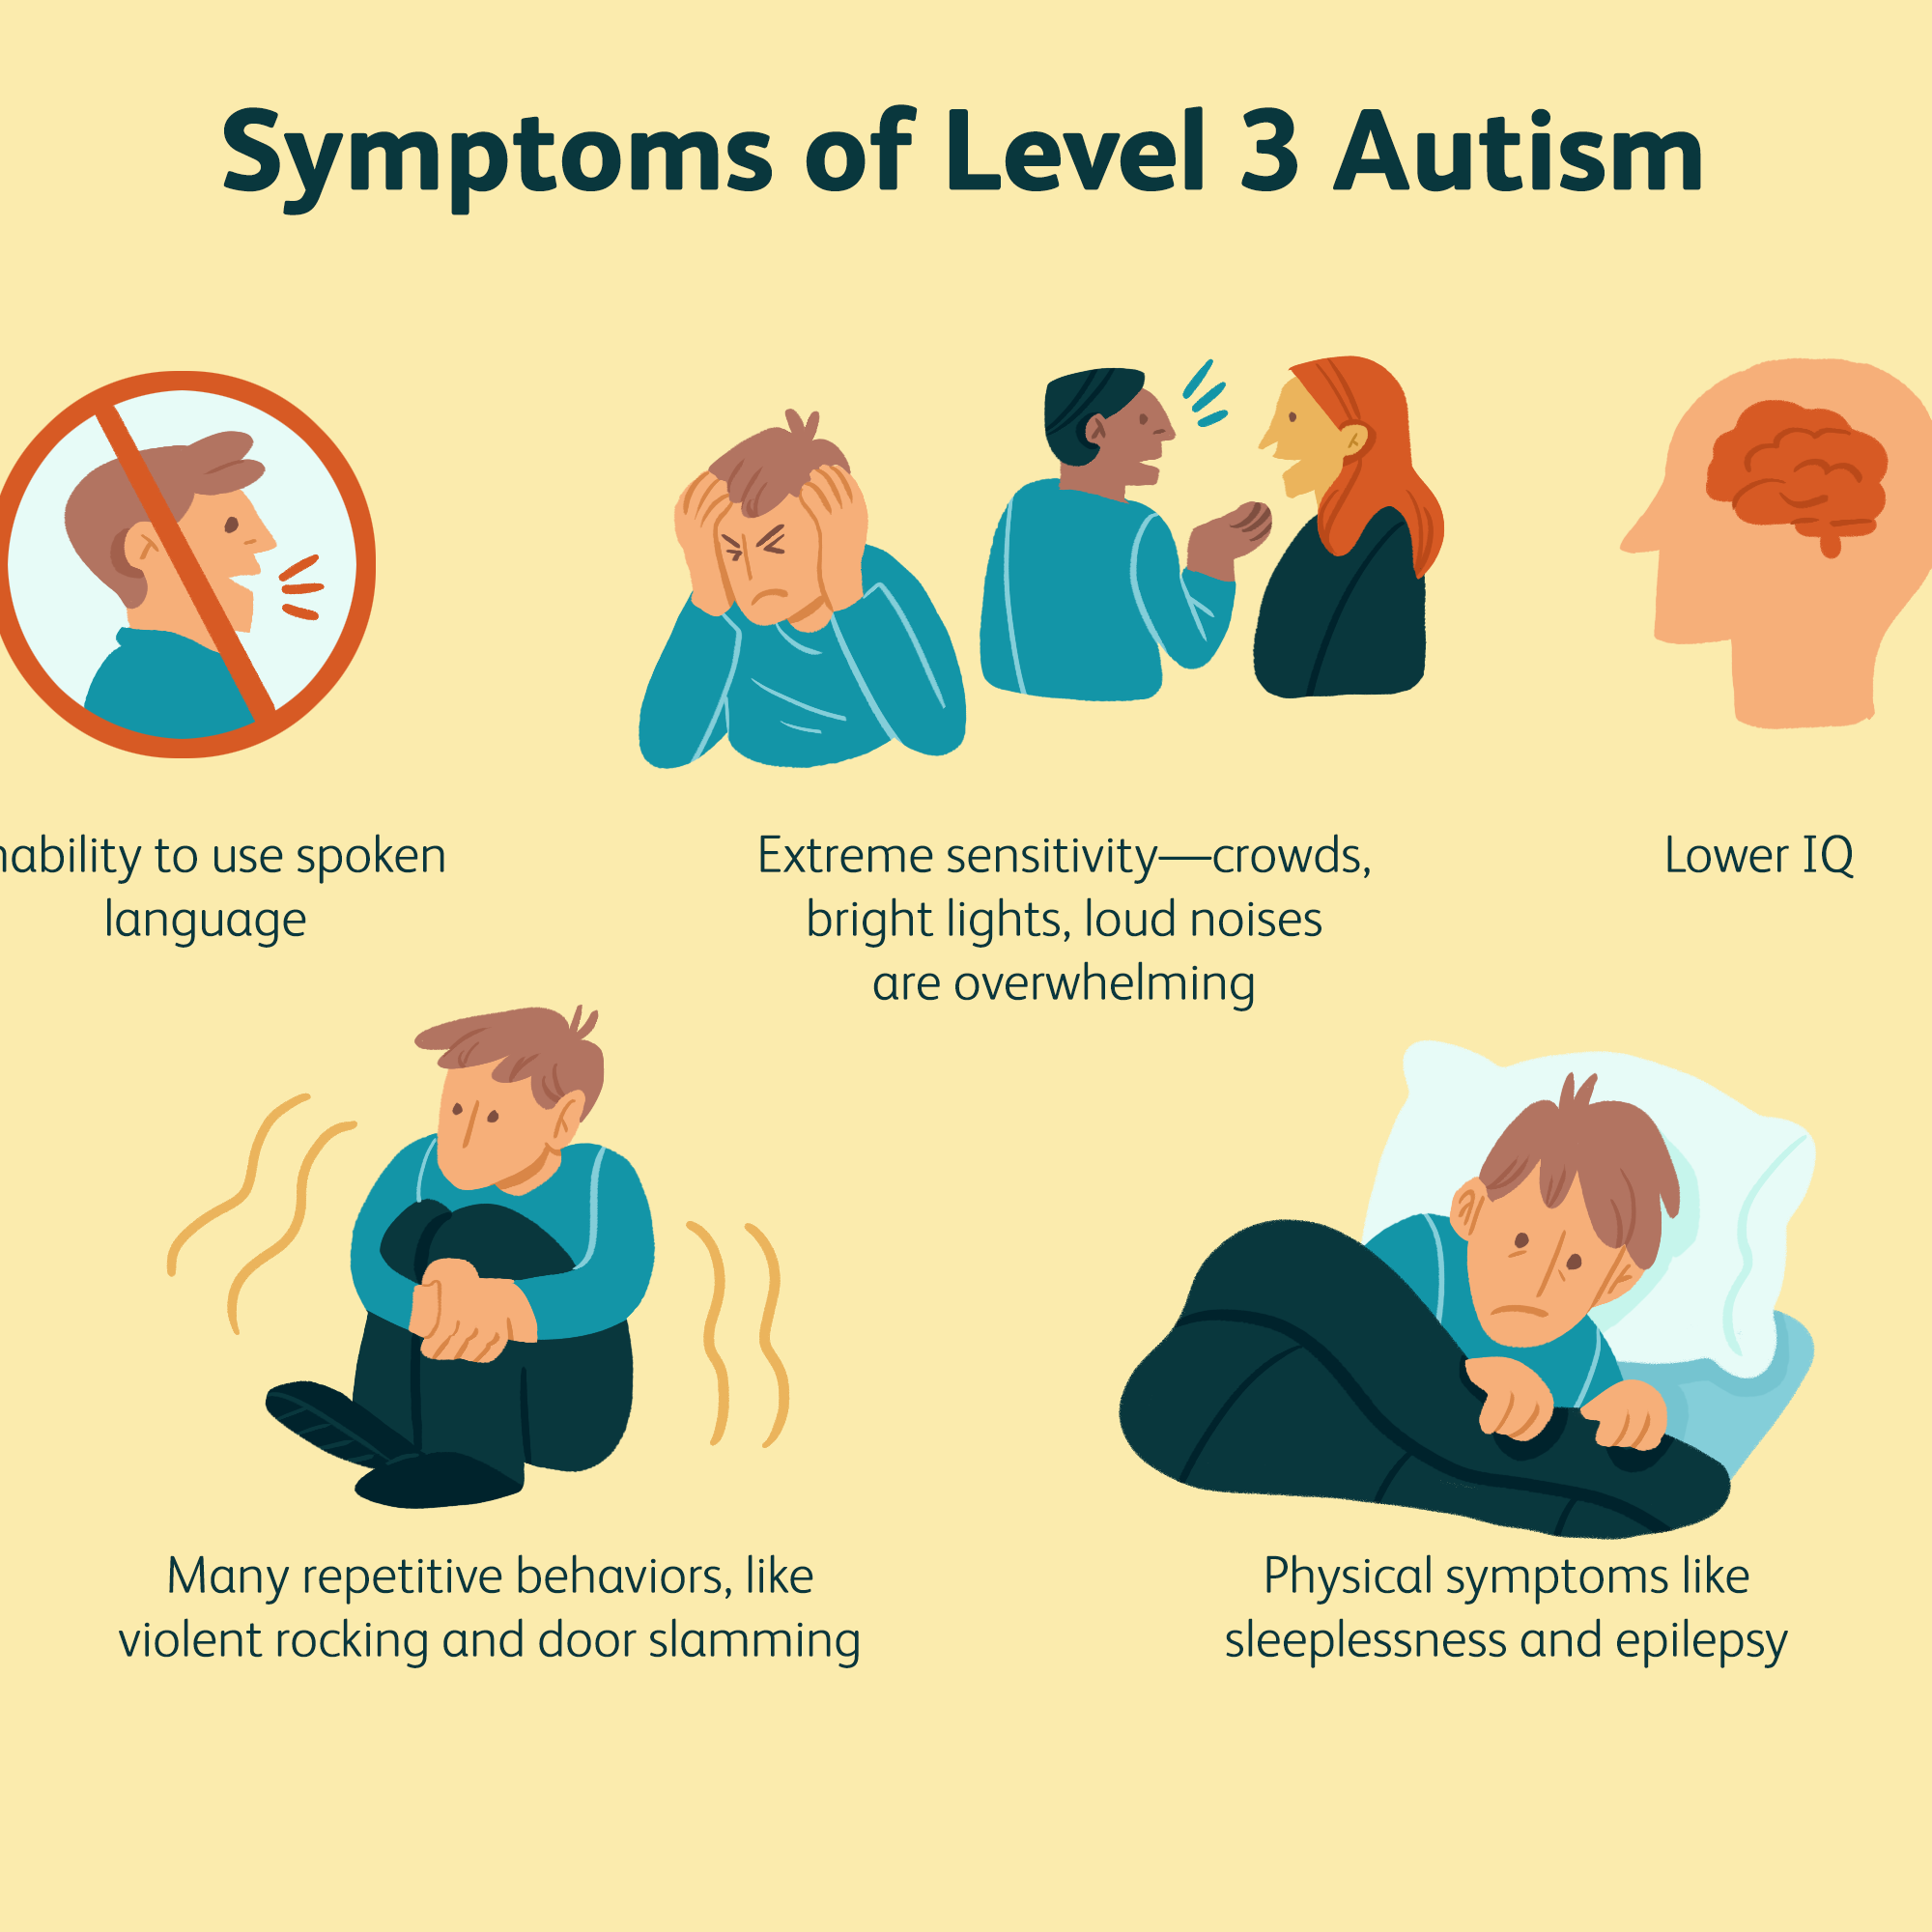 Symptoms of Level 3 Autism
nability to use spoken
language
Extreme sensitivity—crowds,
bright lights, loud noises
are overwhelming
Lower IQ
Many repetitive behaviors, like
violent rocking and door slamming
Physical symptoms like
sleeplessness and epilepsy